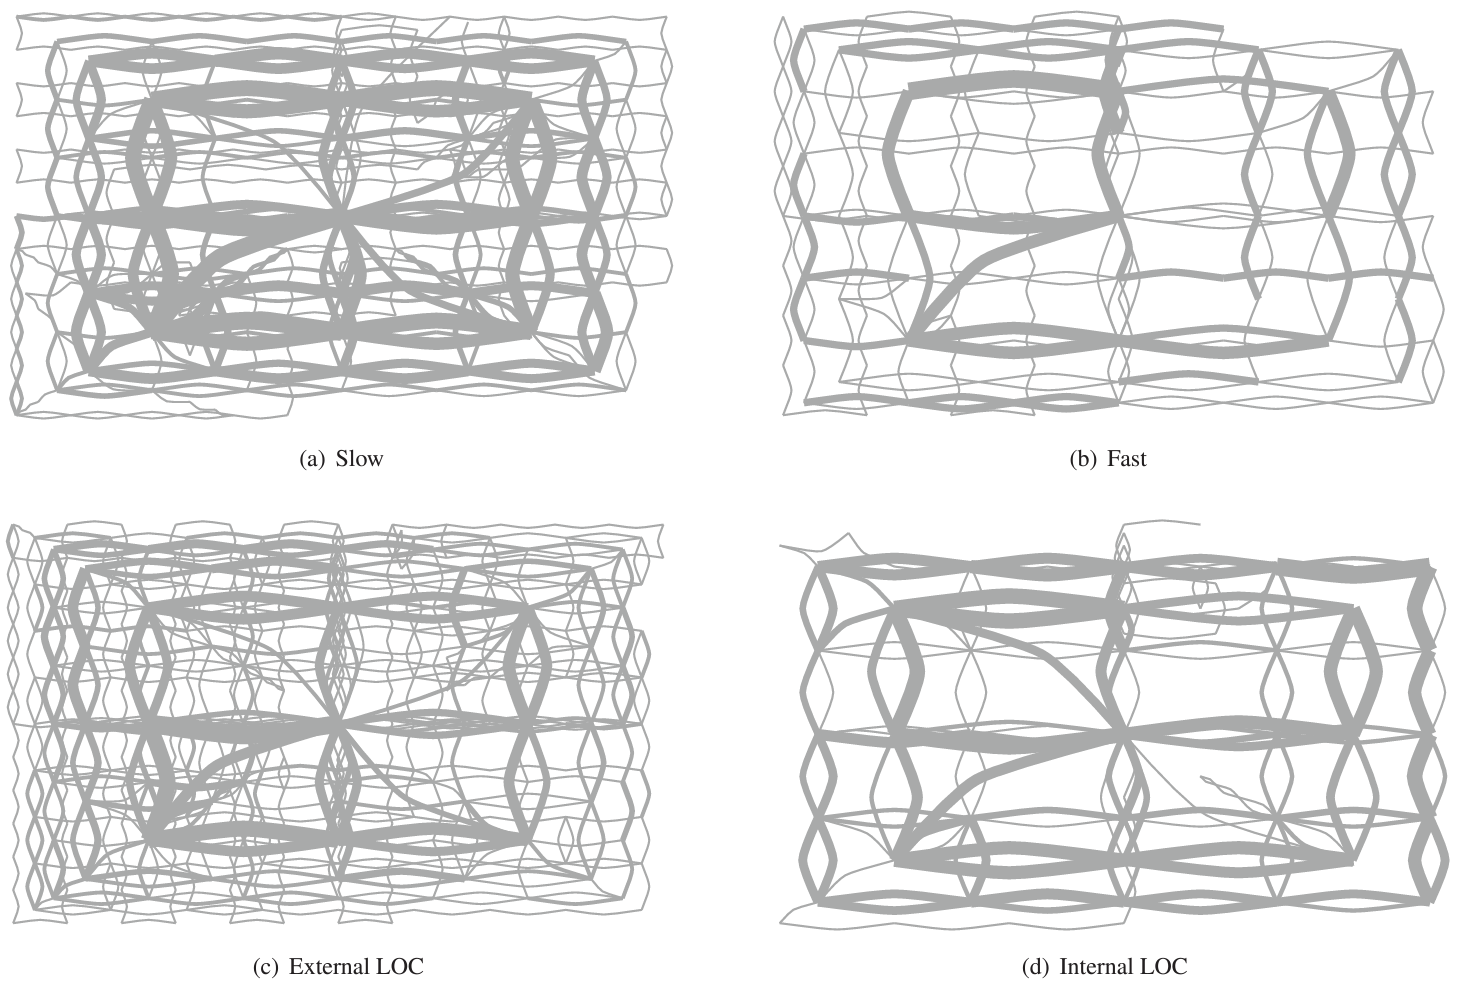 (a) Slow
(b) Fast
(c) External LOC
(d) Internal LOC